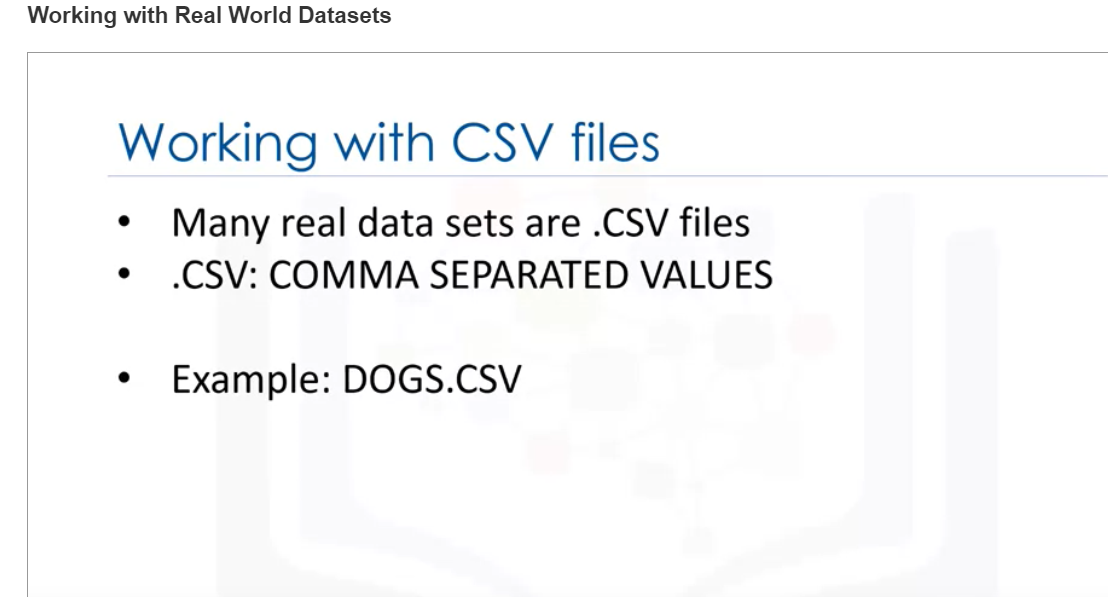 Working with Real World Datasets
Working with CSV files
• Many real data sets are .CSV files
• .CSV: COMMA SEPARATED VALUES
• Example: DOGS.CSV